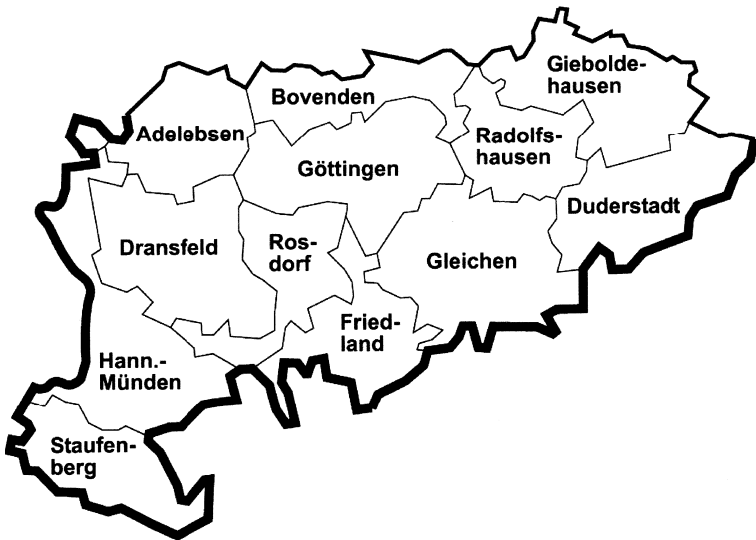 Giebolde-
hausen
Bovenden
Adelebsen
Radolfs-
hausen
Göttingen
Duderstadt
Dransfeld
Ros-
dorf
Gleichen
Fried-
land
Hann.-
Münden
Staufen-
berg